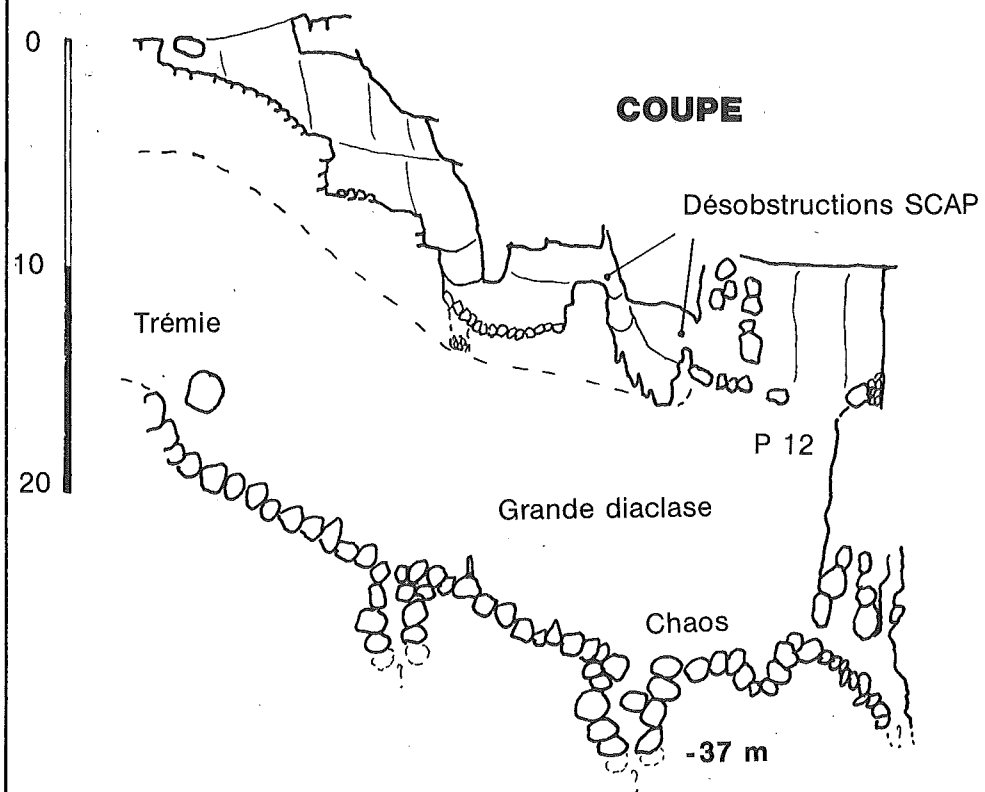 0
COUPE
Désobstructions SCAP
10
Trémie
P 12
20
Grande diaclase
Chaos
-37 m